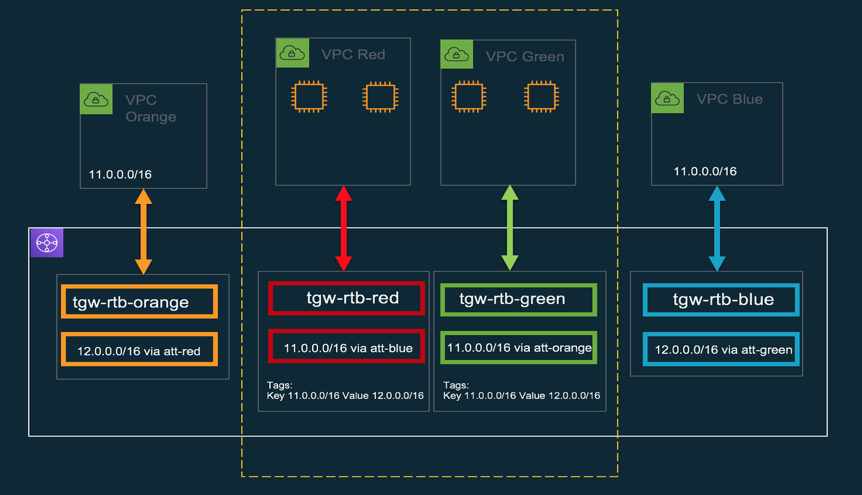 VPC Red
VPC Green
VPC
Orange
VPC Blue
11.0.0.0/16
11.0.0.0/16
tgw-rtb-orange
12.0.0.0/16 via att-red
tgw-rtb-red
11.0.0.0/16 via att-blue
Tags:
Key 11.0.0.0/16 Value 12.0.0.0/16
tgw-rtb-green
11.0.0.0/16 via att-orange
Tags:
Key 11.0.0.0/16 Value 12.0.0.0/16
tgw-rtb-blue
12.0.0.0/16 via att-green